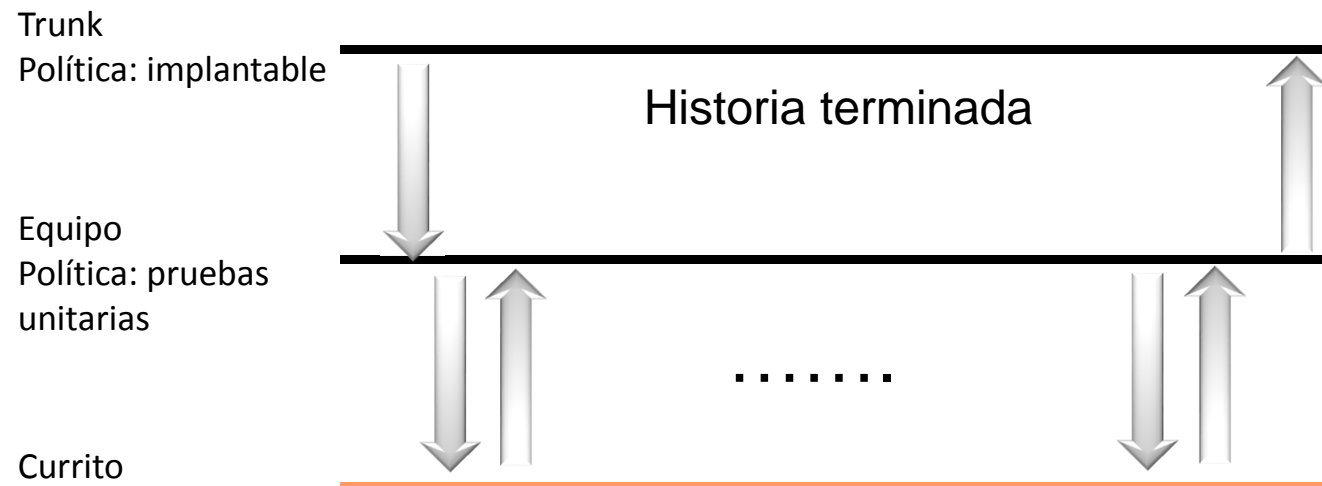 Trunk
Política: implantable
Historia terminada
Equipo
Política: pruebas
unitarias
.......
Currito